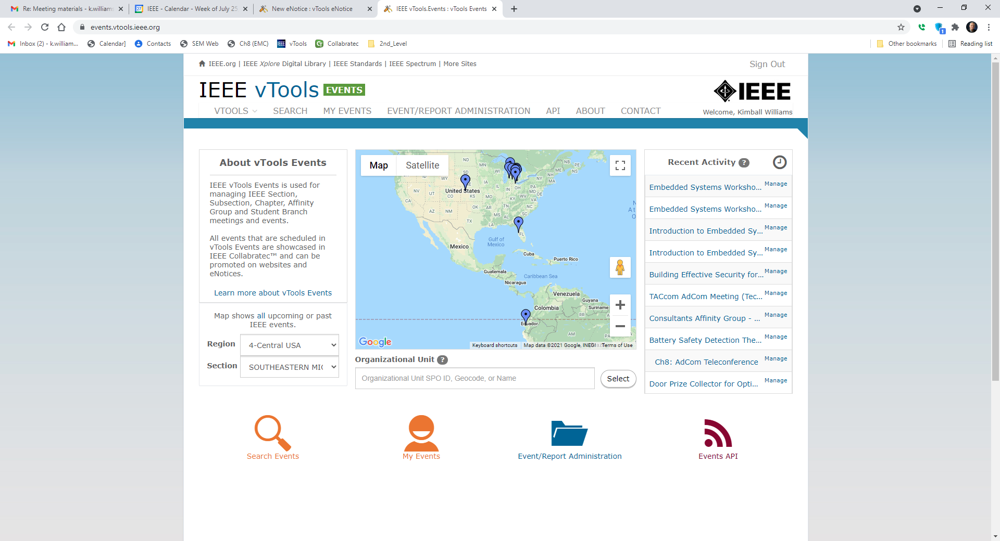 Re: Meeting materials - k.williams
IEEE - Calendar - Week of July 25
New eNotice : vTools eNotice
IEEE vTools.Events : vTools Events
events.vtools.ieee.org
Inbox (2) - k.william...
Calendar]
Contacts
SEM Web
Ch8 (EMC)
IEEE vTools
Collabratec
2nd_Level
Other bookmarks
Reading list
IEEE.org | IEEE Xplore Digital Library | IEEE Standards | IEEE Spectrum | More Sites
Sign Out
IEEE vTools EVENTS
IEEE
VTOOLS SEARCH MY EVENTS EVENT/REPORT ADMINISTRATION API ABOUT CONTACT
Welcome, Kimball Williams
About vTools Events
IEEE vTools Events is used for
managing IEEE Section,
Subsection, Chapter, Affinity
Group and Student Branch
meetings and events.
All events that are scheduled in
vTools Events are showcased in
IEEE Collabratec™ and can be
promoted on websites and
eNotices.
Learn more about vTools Events
Map shows all upcoming or past
IEEE events.
Region 4-Central USA
Section SOUTHEASTERN MIC
Map Satellite
ND
MN
SD
WI
WY
IA
IL
IN
OH
PA
NY
MA
ME
NB
PE
NS
United States
NV
UT
CO
KS
MO
KY
WV
VA
MD
DE
CA
AZ
NM
OK
AR
TN
NC
SC
MS
AL
TX
LA
FL
Gulf of
Mexico
Mexico
Cuba
Puerto Rico
Guatemala
Caribbean Sea
Nicaragua
Venezuela
Guyana
Suriname
Colombia
RR
AP
Ecuador
AM
PA
Google
Keyboard shortcuts
Map data ©2021 Google, INEGI
Terms of Use
Organizational Unit ?
Organizational Unit SPO ID, Geocode, or Name
Select
Recent Activity ?
Embedded Systems Worksho... Manage
Embedded Systems Worksho... Manage
Introduction to Embedded Sy... Manage
Introduction to Embedded Sy... Manage
Building Effective Security for... Manage
TACcom AdCom Meeting (Tec... Manage
Consultants Affinity Group - ... Manage
Battery Safety Detection The... Manage
Ch8: AdCom Teleconference Manage
Door Prize Collector for Opti... Manage
Search Events
My Events
Event/Report Administration
Events API